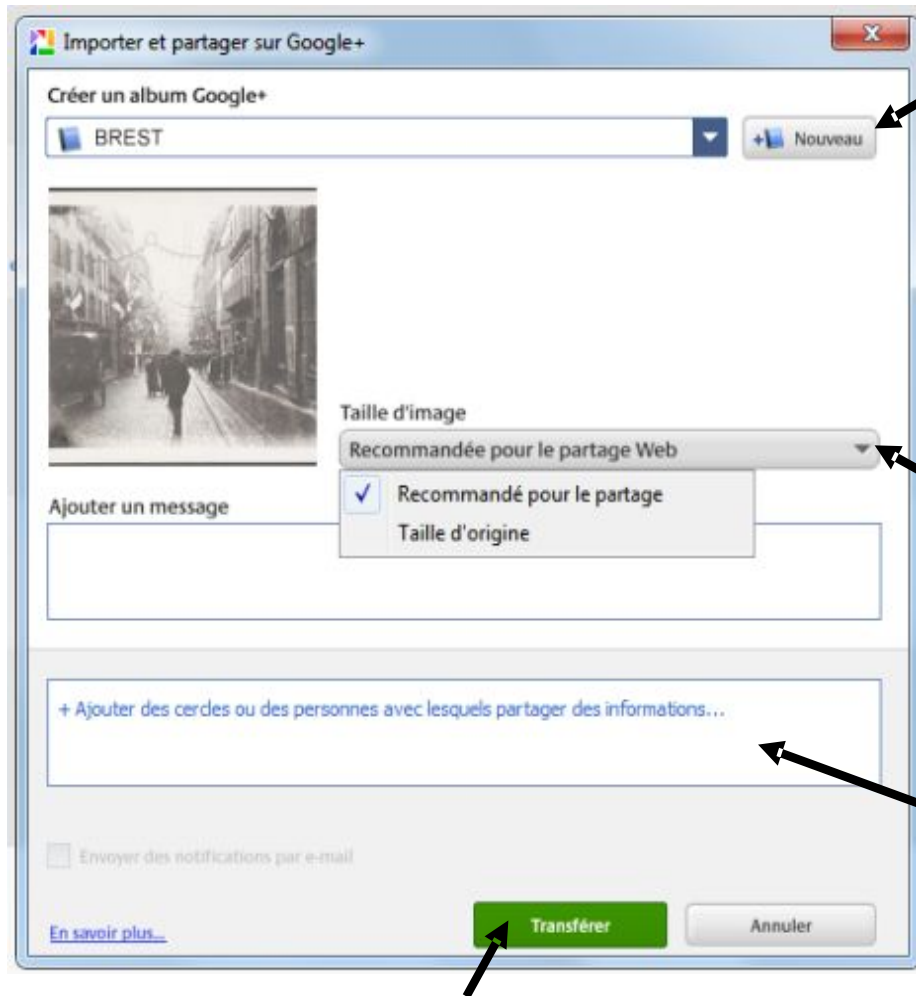 Importer et partager sur Google+
Créer un album Google+
BREST
Nouveau
Taille d'image
Recommandée pour le partage Web
Recommandé pour le partage
Taille d'origine
Ajouter un message
+ Ajouter des cercles ou des personnes avec lesquels partager des informations...
Envoyer des notifications par e-mail
En savoir plus...
Transférer
Annuler